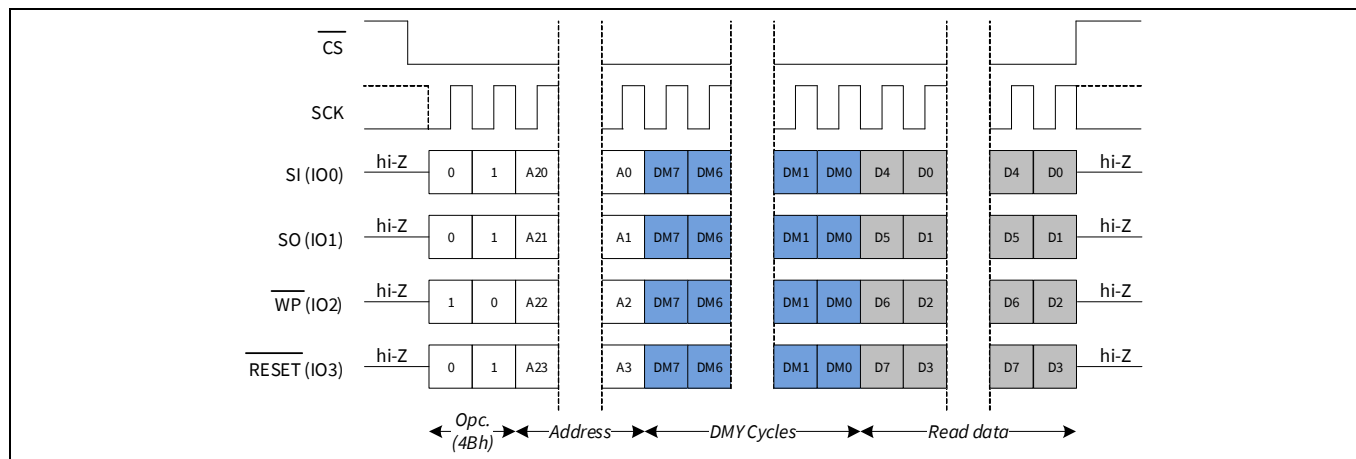 CS
SCK
hi-Z hi-Z
SI (IO0) 0 1 A20 A0 DM7 DM6 DM1 DM0 D4 D0 D4 D0
hi-Z hi-Z
SO (IO1) 0 1 A21 A1 DM7 DM6 DM1 DM0 D5 D1 D5 D1
hi-Z hi-Z
WP (IO2) 1 0 A22 A2 DM7 DM6 DM1 DM0 D6 D2 D6 D2
hi-Z hi-Z
RESET (IO3) 0 1 A23 A3 DM7 DM6 DM1 DM0 D7 D3 D7 D3
Opc.
(4Bh) Address DMY Cycles Read data